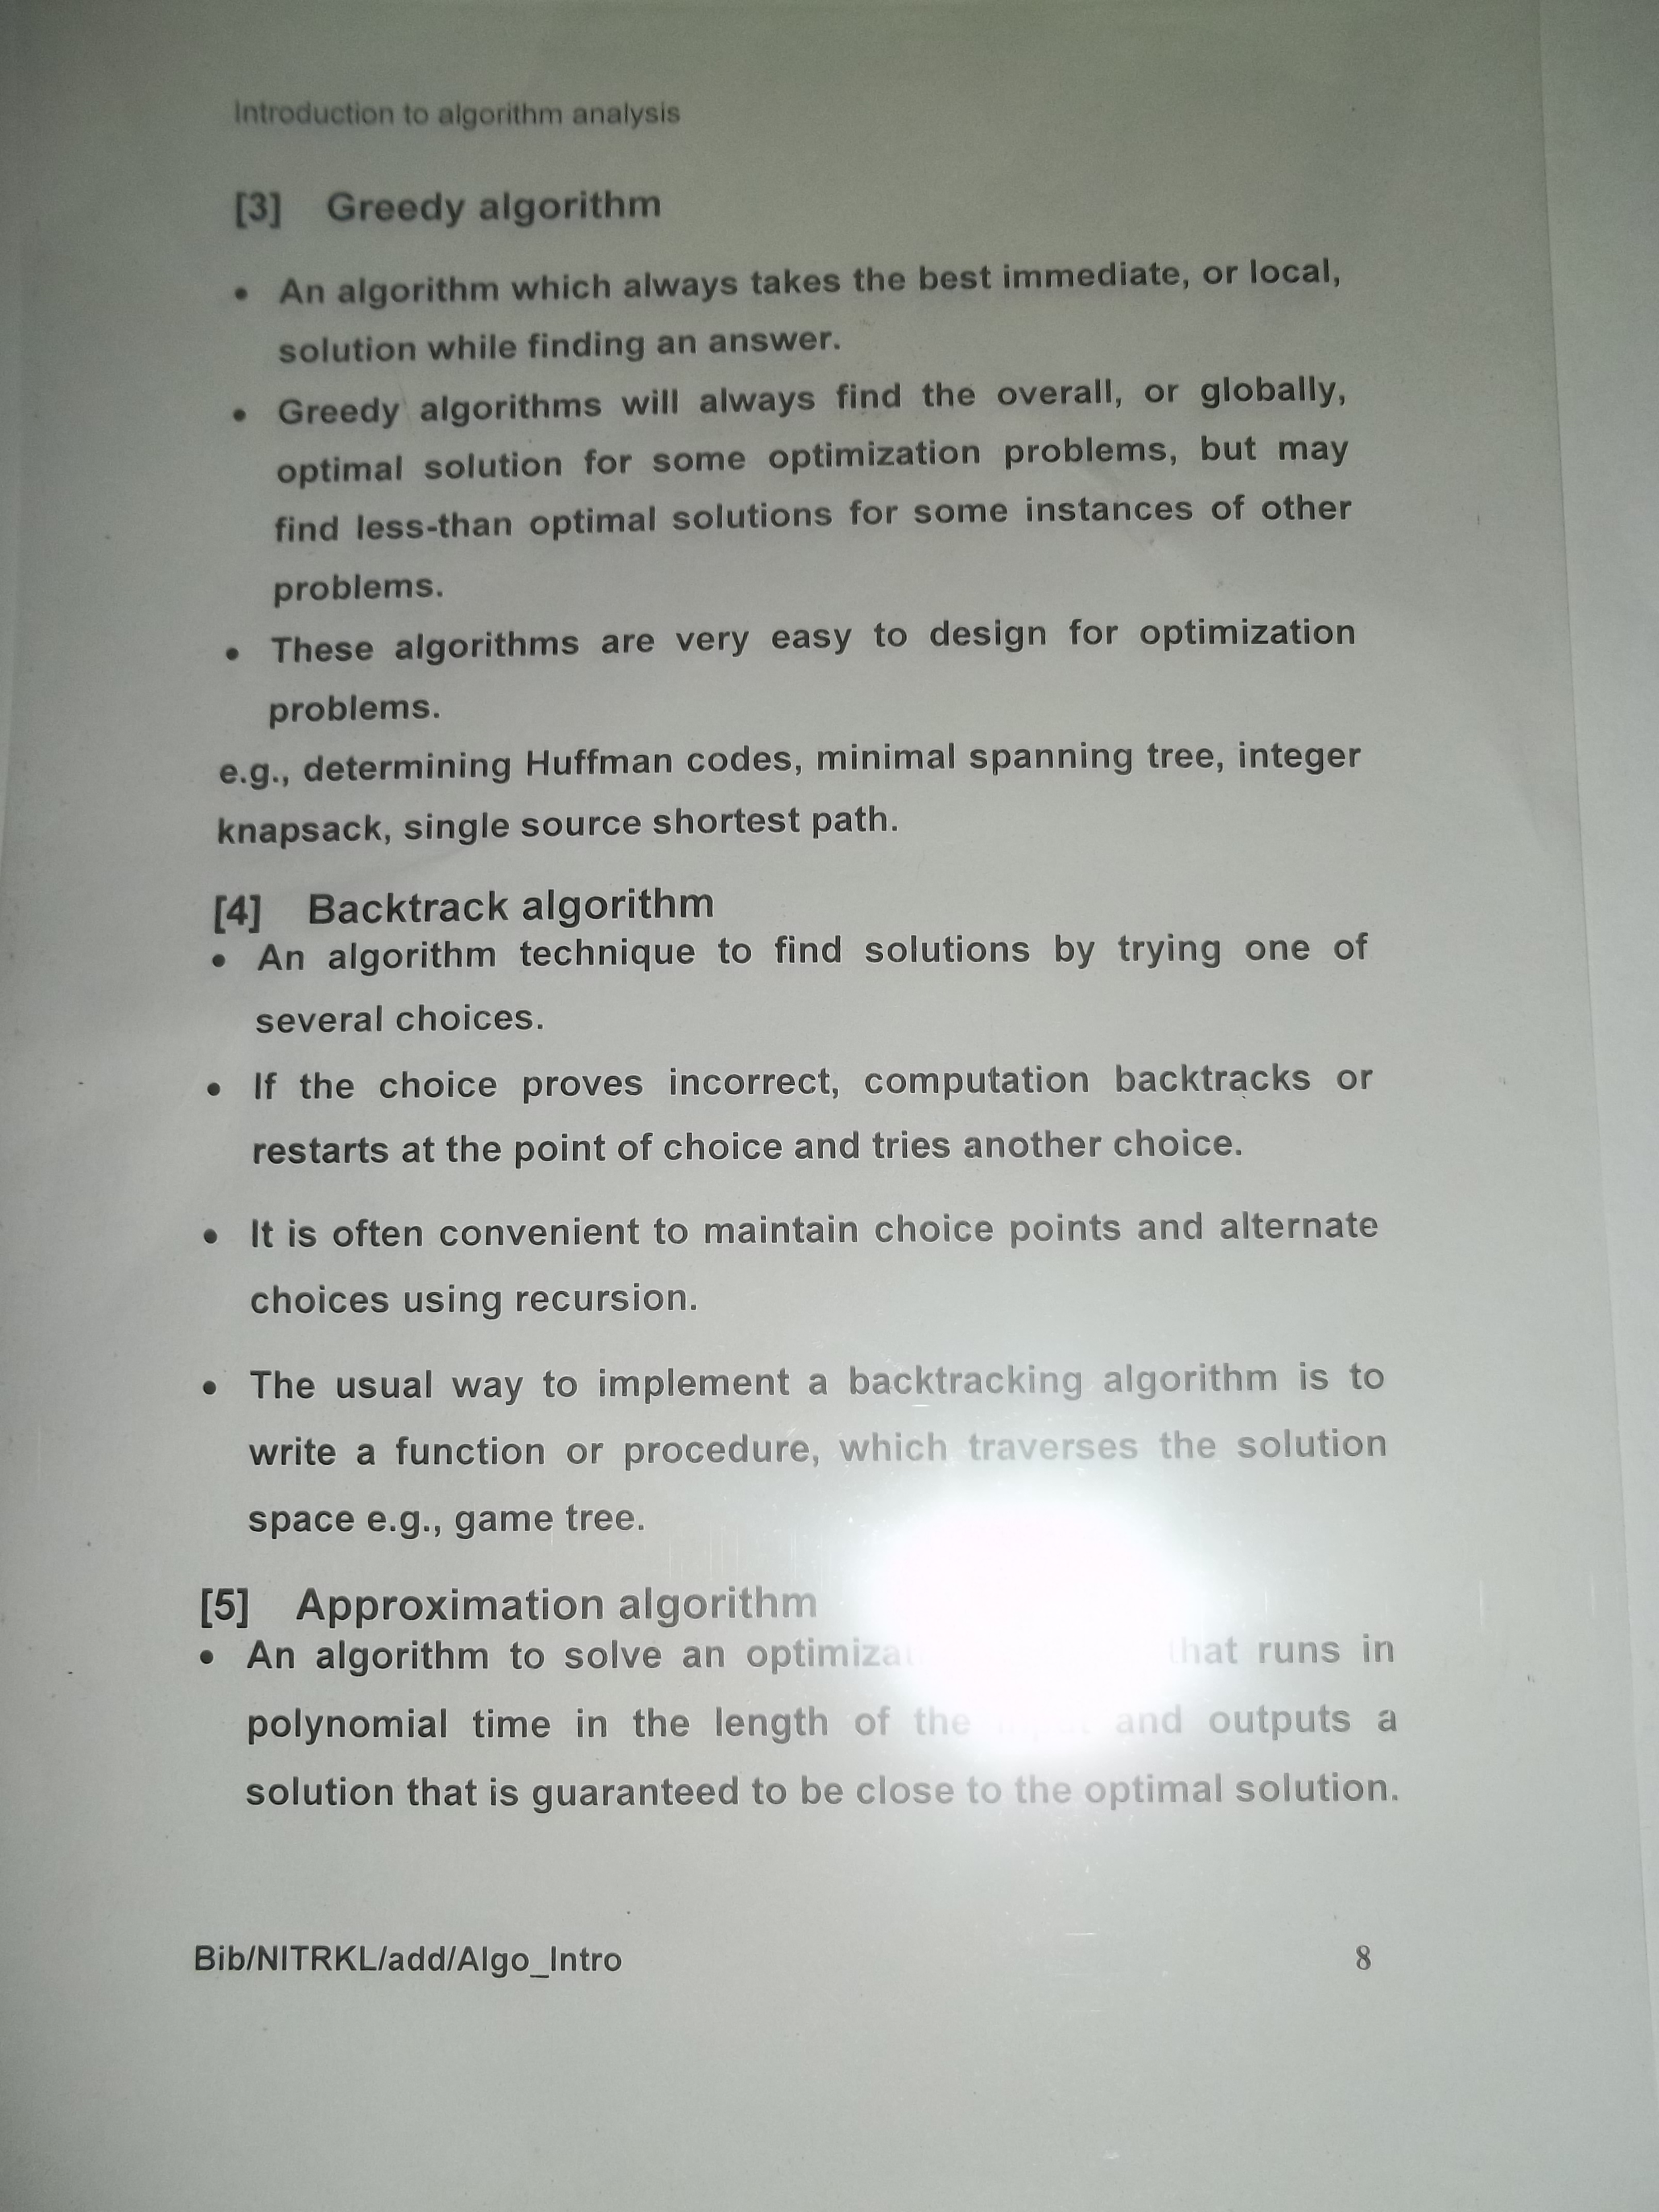 Introduction to algorithm analysis
[3] Greedy algorithm
• An algorithm which always takes the best immediate, or local,
solution while finding an answer.
• Greedy algorithms will always find the overall, or globally,
optimal solution for some optimization problems, but may
find less-than optimal solutions for some instances of other
problems.
• These algorithms are very easy to design for optimization
problems.
e.g., determining Huffman codes, minimal spanning tree, integer
knapsack, single source shortest path.
[4] Backtrack algorithm
• An algorithm technique to find solutions by trying one of
several choices.
• If the choice proves incorrect, computation backtracks or
restarts at the point of choice and tries another choice.
• It is often convenient to maintain choice points and alternate
choices using recursion.
• The usual way to implement a backtracking algorithm is to
write a function or procedure, which traverses the solution
space e.g., game tree.
[5] Approximation algorithm
• An algorithm to solve an that runs in
polynomial time in the length of the and outputs a
solution that is guaranteed to be close to the optimal solution.
Bib/NITRKL/add/Algo_Intro 8